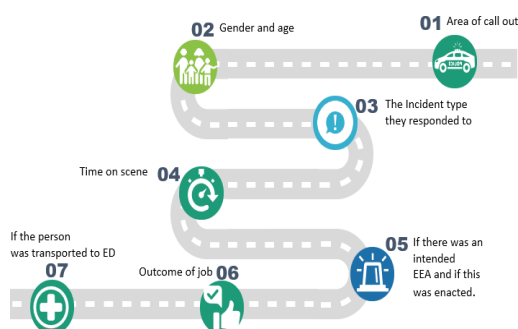 01 Area of call out
02 Gender and age
03 The Incident type
they responded to
Time on scene 04
05 If there was an
intended
EEA and if this
was enacted.
Outcome of job 06
If the person
was transported to ED
07